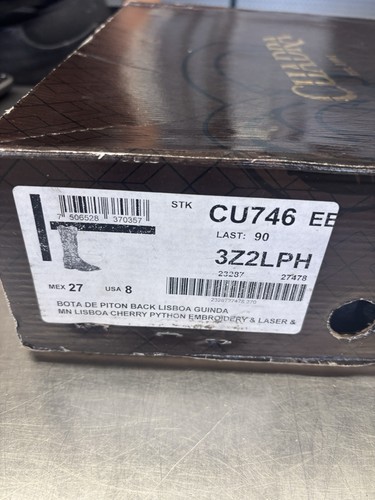 CUADRA
7 506528 370357
STK
CU746 EE
LAST: 90
3Z2LPH
23287 27478
MEX 27 USA 8
BOTA DE PITON BACK LISBOA GUINDA
MN LISBOA CHERRY PYTHON EMBROIDERY & LASER &